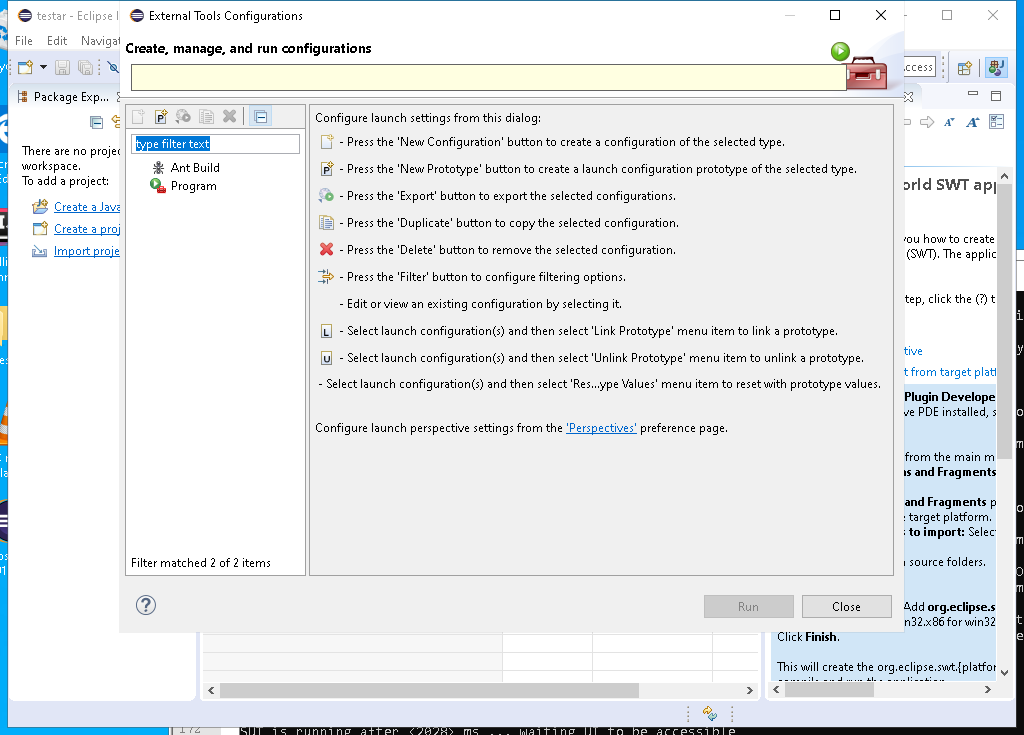 testar - Eclipse
External Tools Configurations
File Edit Navigat
Create, manage, and run configurations
ccess
Package Exp...
There are no projec
workspace.
To add a project:
Create a Java
Create a proj
Import proje
type filter text
Ant Build
Program
Filter matched 2 of 2 items
Configure launch settings from this dialog:
- Press the 'New Configuration' button to create a configuration of the selected type.
- Press the 'New Prototype' button to create a launch configuration prototype of the selected type.
- Press the 'Export' button to export the selected configurations.
- Press the 'Duplicate' button to copy the selected configuration.
- Press the 'Delete' button to remove the selected configuration.
- Press the 'Filter' button to configure filtering options.
- Edit or view an existing configuration by selecting it.
L - Select launch configuration(s) and then select 'Link Prototype' menu item to link a prototype.
U - Select launch configuration(s) and then select 'Unlink Prototype' menu item to unlink a prototype.
- Select launch configuration(s) and then select 'Res...ype Values' menu item to reset with prototype values.
Configure launch perspective settings from the 'Perspectives' preference page.
Run
Close
orld SWT app
you how to create
(SWT). The applic
tep, click the (?) t
tive
t from target platf
Plugin Develope
ve PDE installed, s
from the main m
ns and Fragments
and Fragments p
e target platform.
s to import: Select
n source folders.
Add org.eclipse.s
n32.x86 for win32
Click Finish.
This will create the org.eclipse.swt.{platfor
compile and run the application.
172
SUT is running after <2028> ms ... waiting UI to be accessible